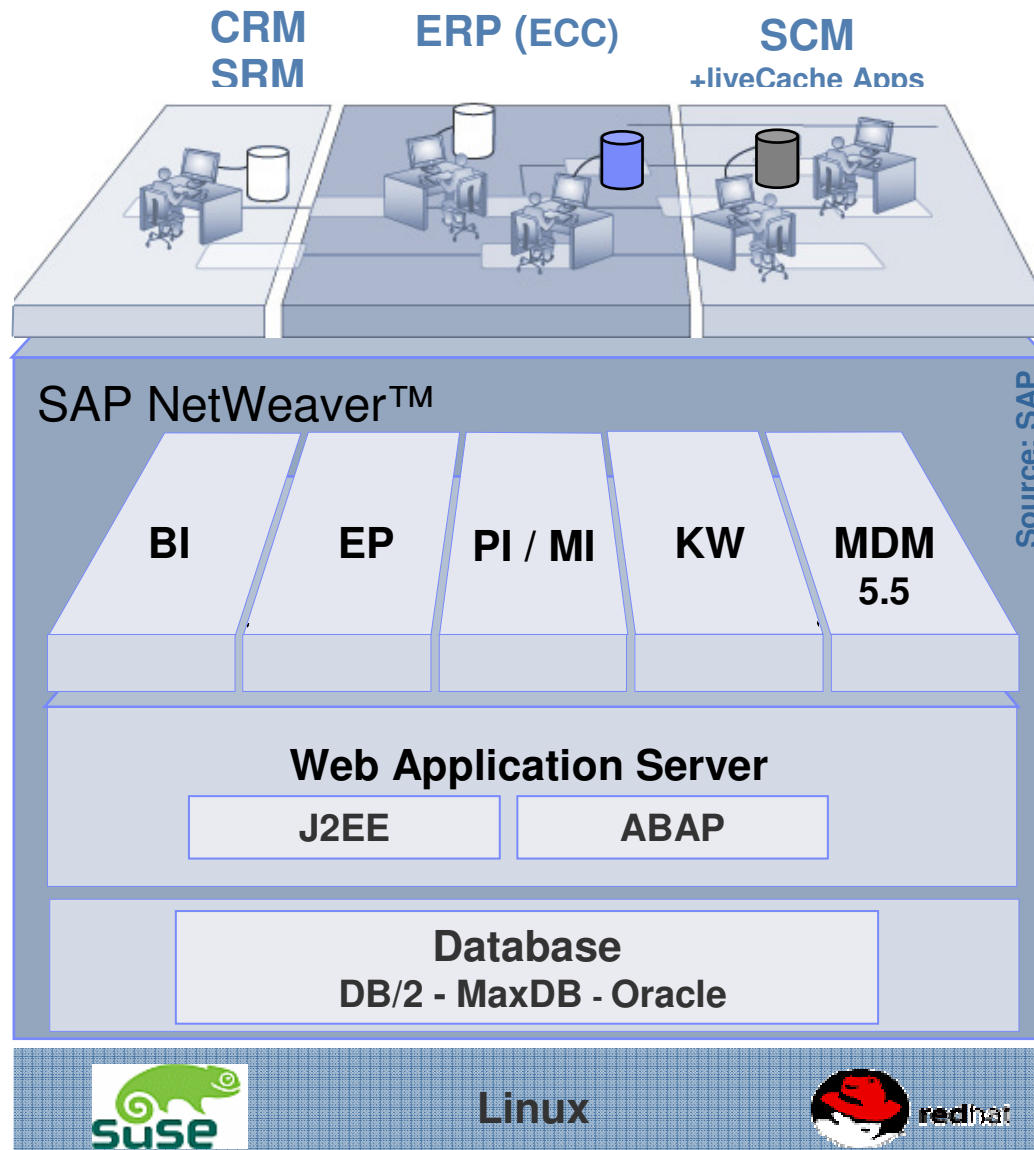 CRM
SRM
ERP (ECC)
SCM
+liveCache Apps
SAP NetWeaver™
Source: SAP
BI
EP
PI / MI
KW
MDM
5.5
Web Application Server
J2EE
ABAP
Database
DB/2 - MaxDB - Oracle
suse
Linux
redhat